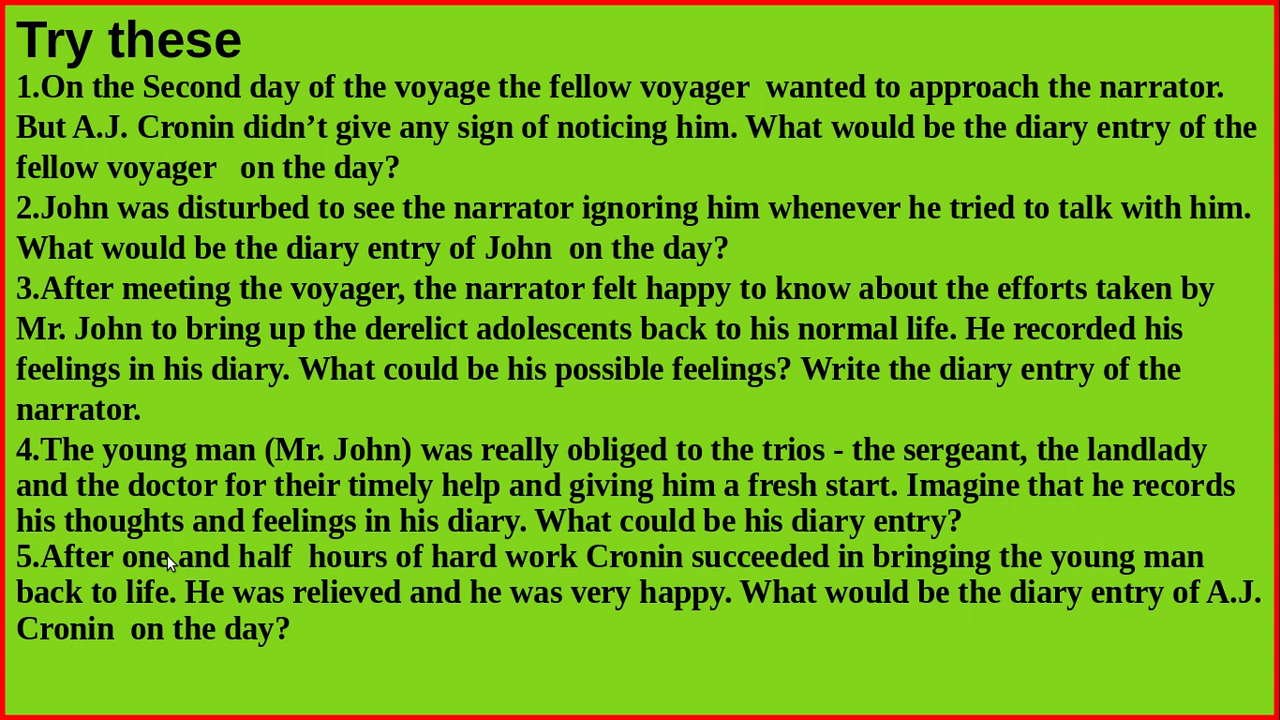 Try these
1.On the Second day of the voyage the fellow voyager  wanted to approach the narrator.
But A.J. Cronin didn’t give any sign of noticing him. What would be the diary entry of the
fellow voyager   on the day?
2.John was disturbed to see the narrator ignoring him whenever he tried to talk with him.
What would be the diary entry of John  on the day?
3.After meeting the voyager, the narrator felt happy to know about the efforts taken by
Mr. John to bring up the derelict adolescents back to his normal life. He recorded his
feelings in his diary. What could be his possible feelings? Write the diary entry of the
narrator.
4.The young man (Mr. John) was really obliged to the trios - the sergeant, the landlady
and the doctor for their timely help and giving him a fresh start. Imagine that he records
his thoughts and feelings in his diary. What could be his diary entry?
5.After one and half  hours of hard work Cronin succeeded in bringing the young man
back to life. He was relieved and he was very happy. What would be the diary entry of A.J.
Cronin  on the day?